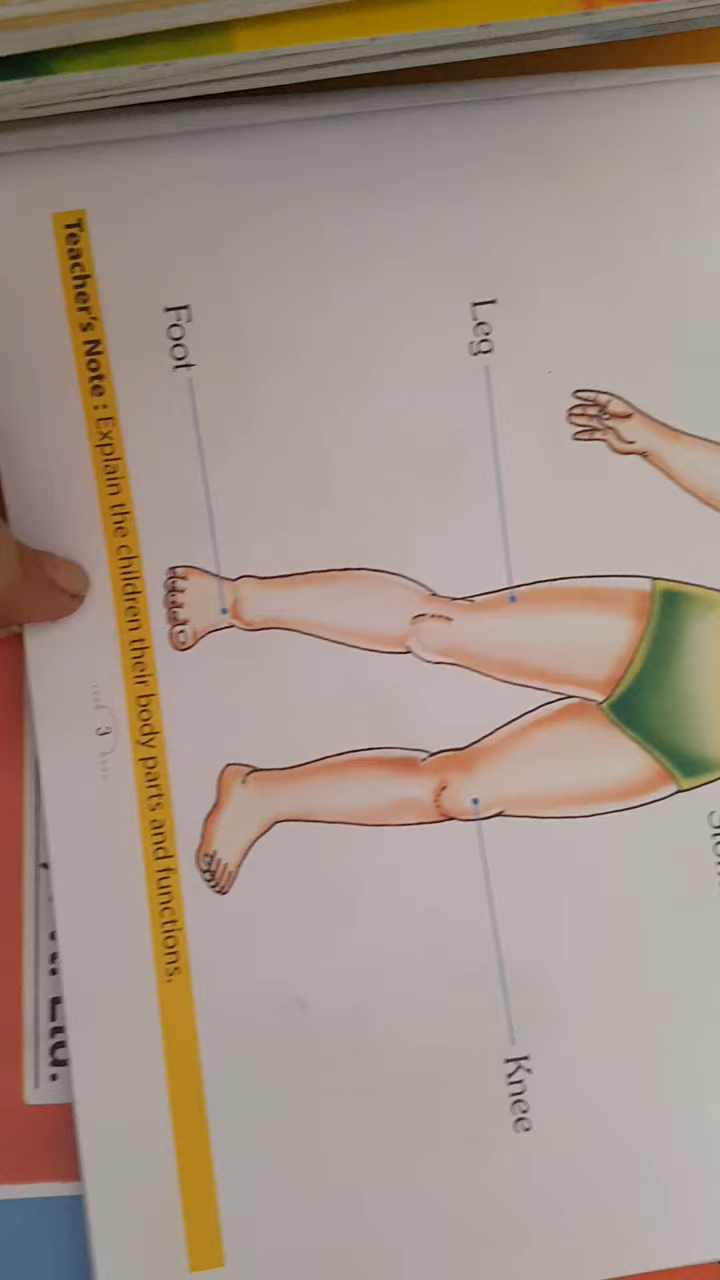 Leg
Knee
Foot
Teacher's Note : Explain the children their body parts and functions.
3